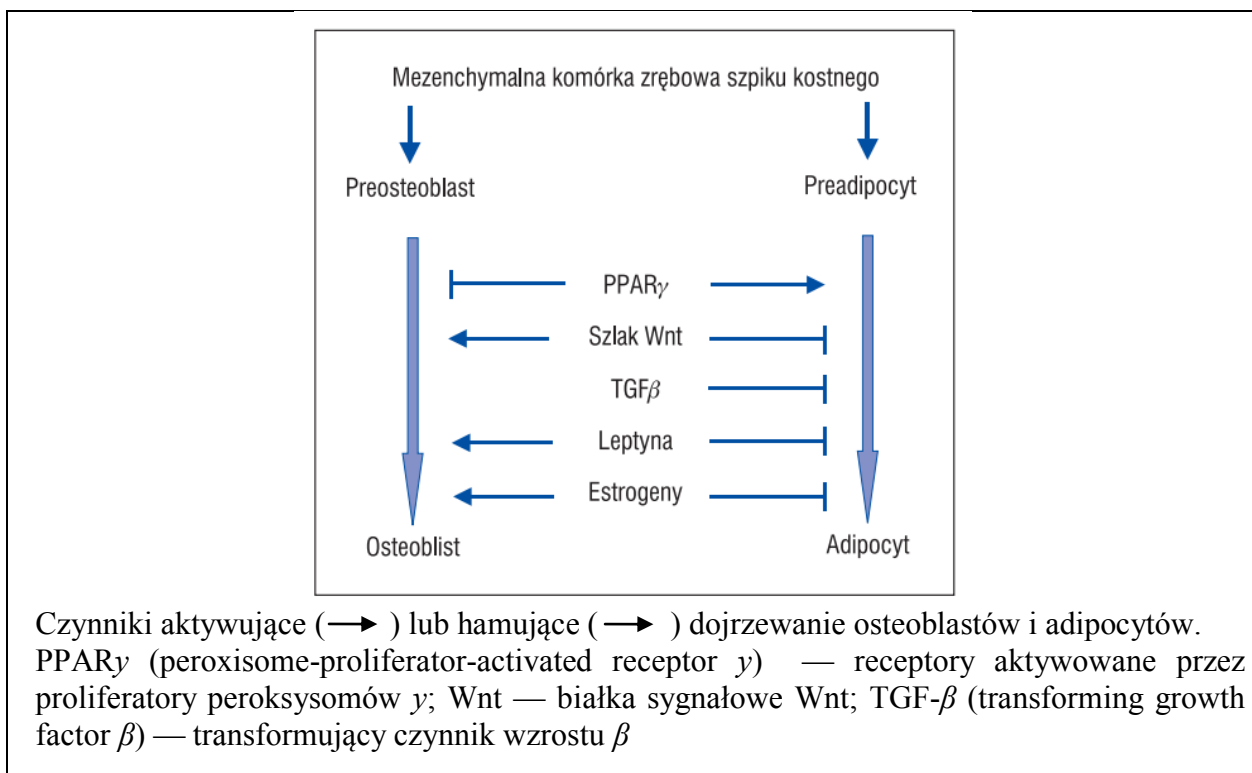 Mezenchymalna komórka zrębowa szpiku kostnego
Preosteoblast
Preadipocyt
PPARγ
Szlak Wnt
TGFβ
Leptyna
Estrogeny
Osteoblist
Adipocyt
Czynniki aktywujące (→ ) lub hamujące ( → ) dojrzewanie osteoblastów i adipocytów.
PPARy (peroxisome-proliferator-activated receptor y) — receptory aktywowane przez
proliferatory peroksysomów y; Wnt — białka sygnałowe Wnt; TGF-β (transforming growth
factor β) — transformujący czynnik wzrostu β